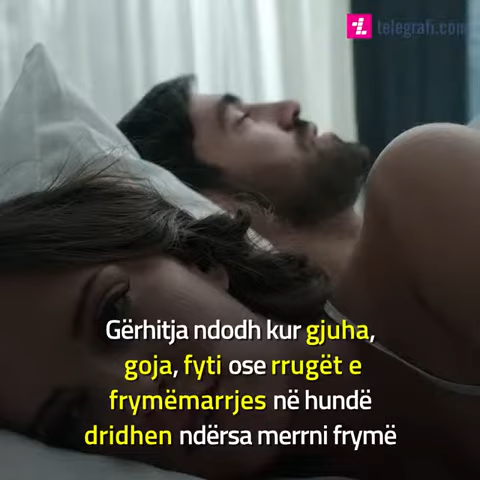 telegrafi.com
Gërhitja ndodh kur gjuha,
goja, fyti ose rrugët e
frymëmarrjes në hundë
dridhen ndërsa merrni frymë